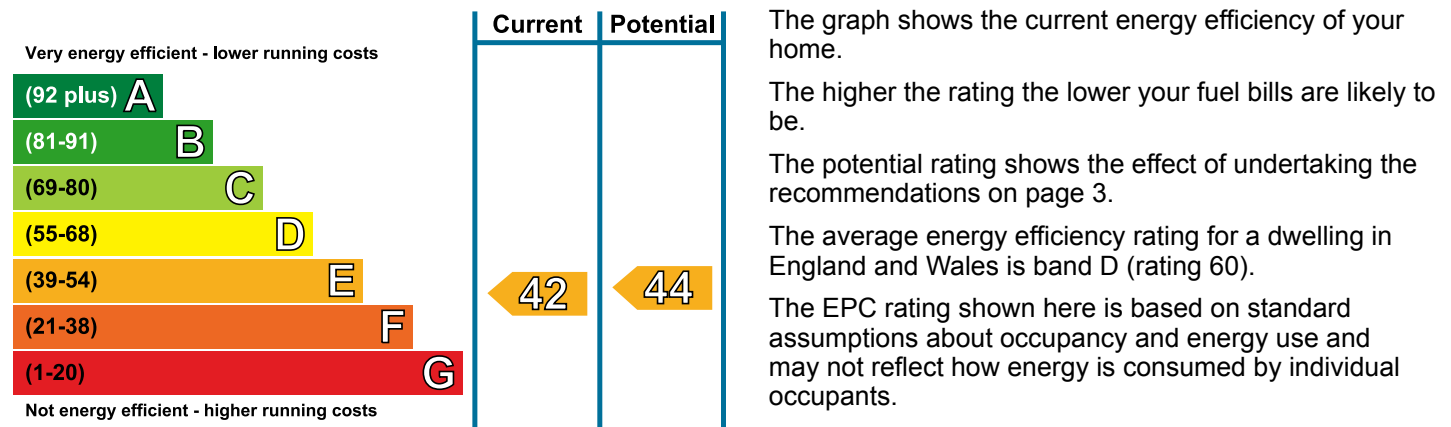 Current Potential
Very energy efficient - lower running costs
(92 plus) A
(81-91) B
(69-80) C
(55-68) D
(39-54) E
(21-38) F
(1-20) G
42
44
Not energy efficient - higher running costs
The graph shows the current energy efficiency of your
home.
The higher the rating the lower your fuel bills are likely to
be.
The potential rating shows the effect of undertaking the
recommendations on page 3.
The average energy efficiency rating for a dwelling in
England and Wales is band D (rating 60).
The EPC rating shown here is based on standard
assumptions about occupancy and energy use and
may not reflect how energy is consumed by individual
occupants.